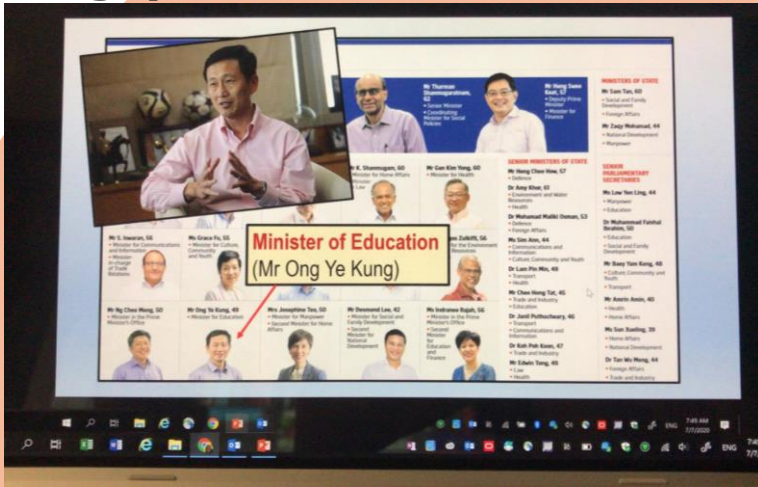 Mr Tharman
Shanmugaratnam,
62
• Senior Minister
• Coordinating
Minister for Social
Policies
Mr Heng Swee
Keat, 57
• Deputy Prime
Minister
• Minister for
Finance
MINISTERS OF STATE
Mr Sam Tan, 60
• Social and Family
Development
• Foreign Affairs
Mr Zaqy Mohamad, 44
• National Development
• Manpower
Mr K. Shanmugam, 60
• Minister for Home Affairs
Minister
Law
Mr Gan Kim Yong, 60
• Minister for Health
SENIOR MINISTERS OF STATE
Mr Heng Chee How, 57
• Defence
Dr Amy Khor, 61
• Environment and Water
Resources
• Health
Dr Mohamad Maliki Osman, 53
• Defence
• Foreign Affairs
Ms Sim Ann, 44
• Communications and
Information
• Culture, Community and Youth
Dr Lam Pin Min, 49
• Transport
• Health
Mr Chee Hong Tat, 45
• Trade and Industry
• Education
Dr Janil Puthucheary, 46
• Transport
• Communications and
Information
Dr Koh Poh Koon, 47
• Trade and Industry
Mr Edwin Tong, 49
• Law
• Health
SENIOR
PARLIAMENTARY
SECRETARIES
Ms Low Yen Ling, 44
• Manpower
• Education
Dr Muhammad Faishal
Ibrahim, 50
• Education
• Social and Family
Development
Mr Baey Yam Keng, 48
• Culture, Community and
Youth
• Transport
Mr Amrin Amin, 40
• Health
• Home Affairs
Ms Sun Xueling, 39
• Home Affairs
• National Development
Dr Tan Wu Meng, 44
• Foreign Affairs
• Trade and Industry
Mr S. Iswaran, 56
• Minister for Communications
and Information
• Minister-
in-charge
of Trade
Relations
Ms Grace Fu, 55
• Minister for Culture,
Community
and Youth
Minister of Education
(Mr Ong Ye Kung)
Zulkifli, 56
for the Environment
Resources
Mr Ng Chee Meng, 50
• Minister in the Prime
Minister's Office
Mr Ong Ye Kung, 49
• Minister for Education
Mrs Josephine Teo, 50
• Minister for Manpower
• Second Minister for Home
Affairs
Mr Desmond Lee, 42
• Minister for Social and
Family Development
• Second
Minister for
National
Development
Ms Indranee Rajah, 56
• Minister in the Prime
Minister's Office
• Second
Minister
for
Education
and
Finance
ENG
7:49 AM
7/7/2020
ENG